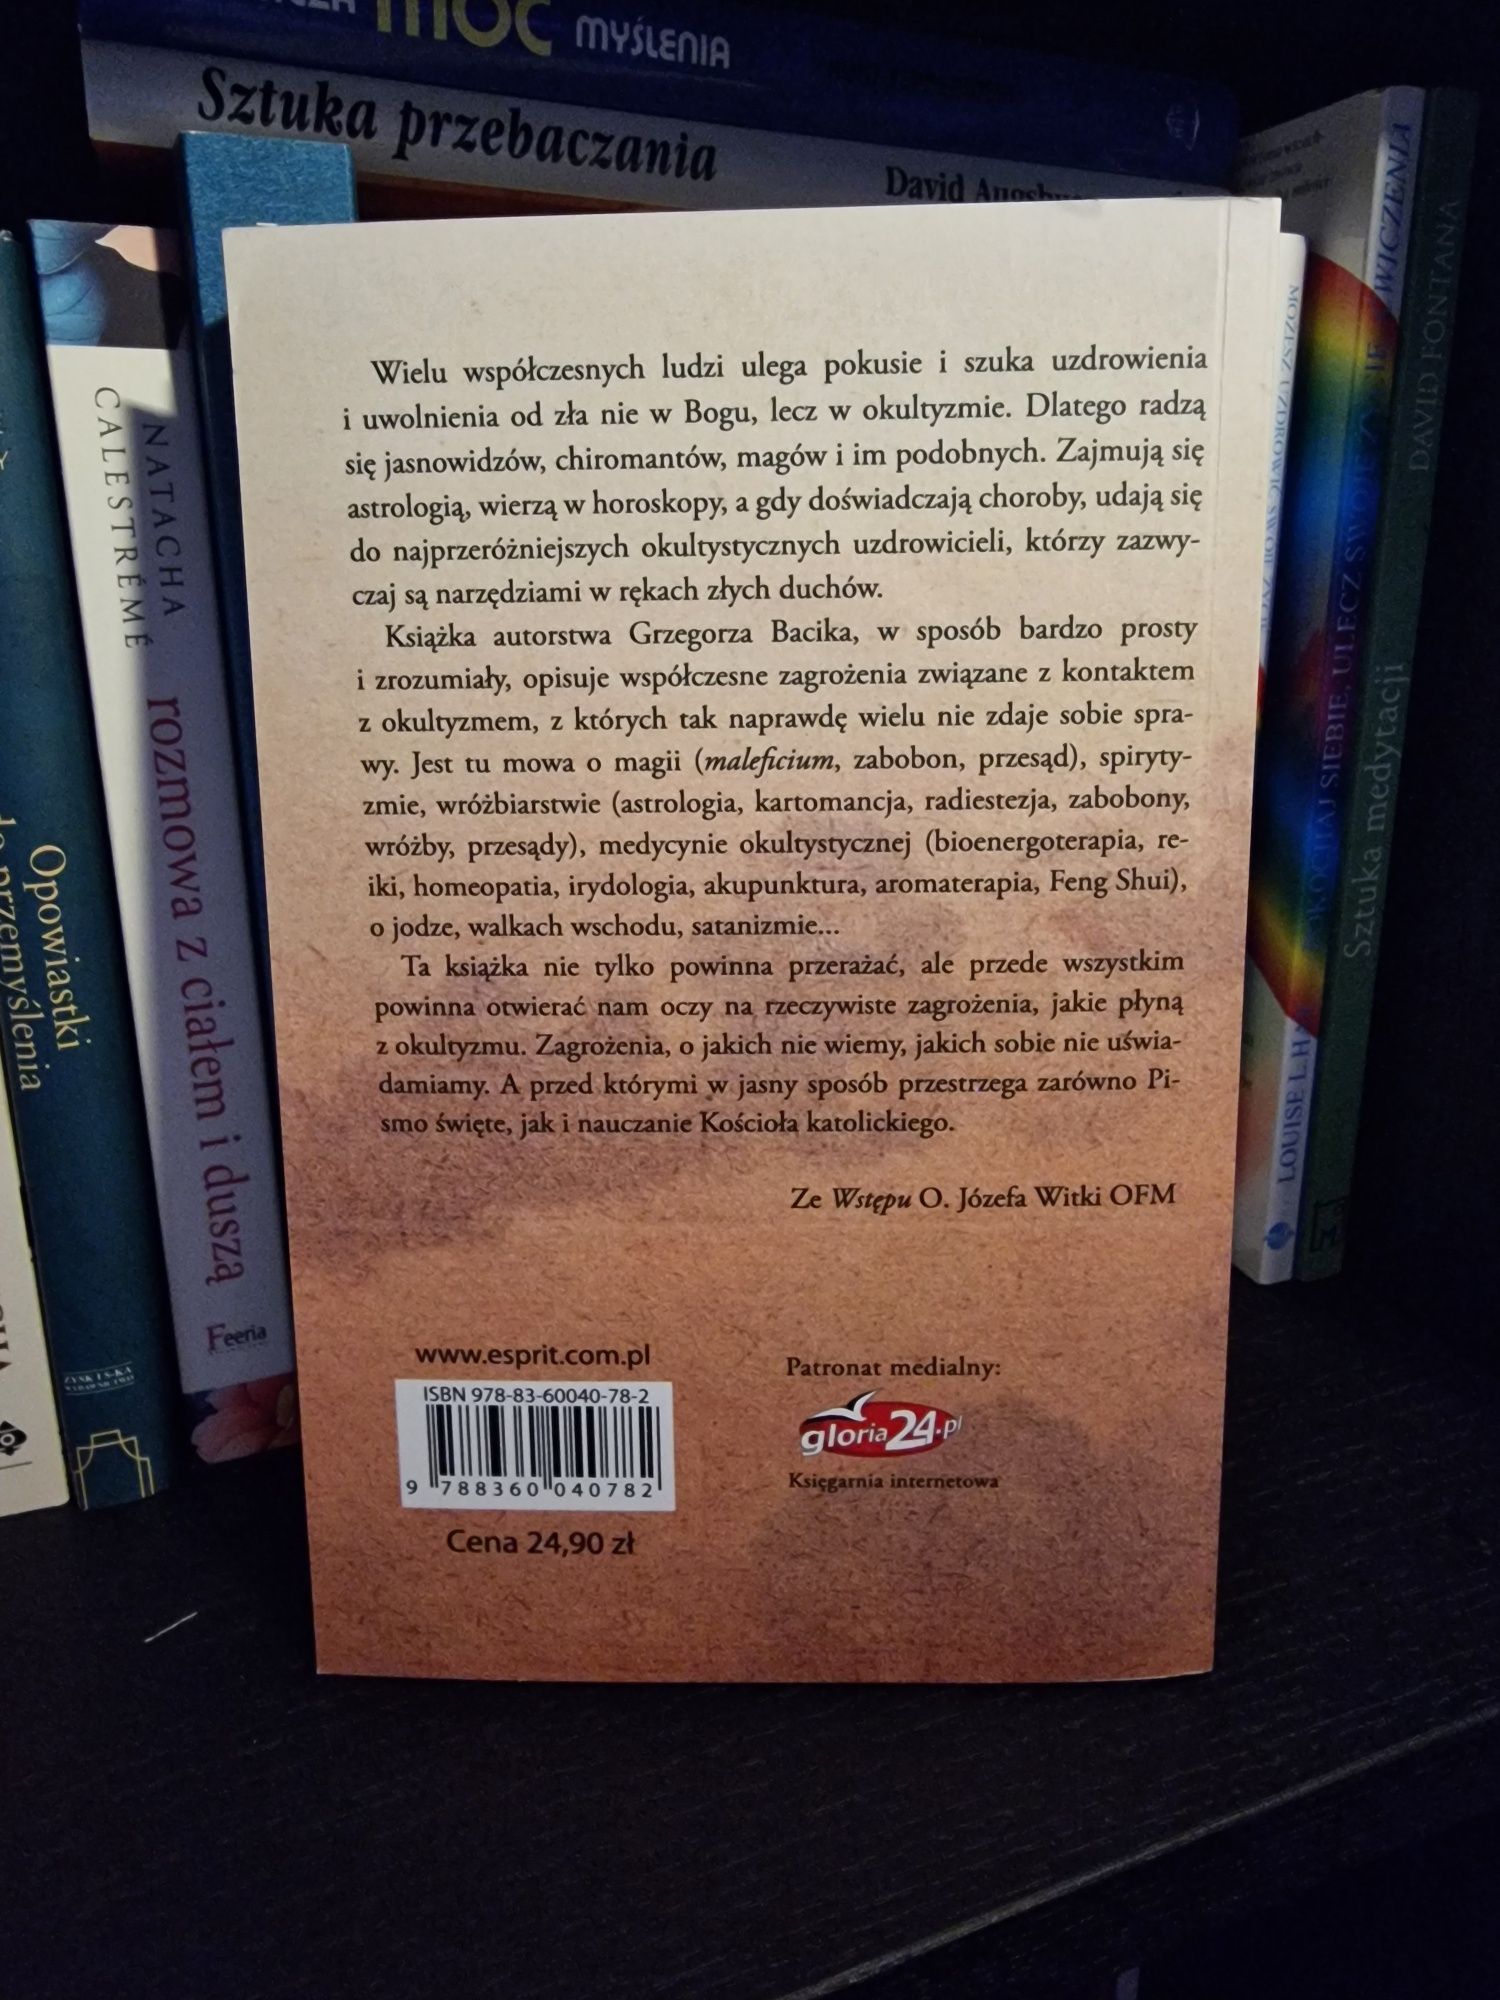 MOC MYŚLENIA
Sztuka przebaczania
David
NATACHA
CALESTRÉMÉ
rozmowa z ciałem i duszą
Feeria
Opowiastki
do przemyślenia
Wielu współczesnych ludzi ulega pokusie i szuka uzdrowienia
i uwolnienia od zła nie w Bogu, lecz w okultyzmie. Dlatego radzą
się jasnowidzów, chiromantów, magów i im podobnych. Zajmują się
astrologią, wierzą w horoskopy, a gdy doświadczają choroby, udają się
do najprzeróżniejszych okultystycznych uzdrowicieli, którzy zazwy-
czaj są narzędziami w rękach złych duchów.
Książka autorstwa Grzegorza Bacika, w sposób bardzo prosty
i zrozumiały, opisuje współczesne zagrożenia związane z kontaktem
z okultyzmem, z których tak naprawdę wielu nie zdaje sobie spra-
wy. Jest tu mowa o magii (maleficium, zabobon, przesąd), spiryty-
zmie, wróżbiarstwie (astrologia, kartomancja, radiestezja, zabobony,
wróżby, przesądy), medycynie okultystycznej (bioenergoterapia, re-
iki, homeopatia, irydologia, akupunktura, aromaterapia, Feng Shui),
o jodze, walkach wschodu, satanizmie...
Ta książka nie tylko powinna przerażać, ale przede wszystkim
powinna otwierać nam oczy na rzeczywiste zagrożenia, jakie płyną
z okultyzmu. Zagrożenia, o jakich nie wiemy, jakich sobie nie uświa-
damiamy. A przed którymi w jasny sposób przestrzega zarówno Pi-
smo święte, jak i nauczanie Kościoła katolickiego.
Ze Wstępu O. Józefa Witki OFM
www.esprit.com.pl
ISBN 978-83-60040-78-2
9 788360 040782
Cena 24,90 zł
Patronat medialny:
gloria24.pl
Księgarnia internetowa
LOUISE L. HAY
DAVID FONTANA
Sztuka medytacji